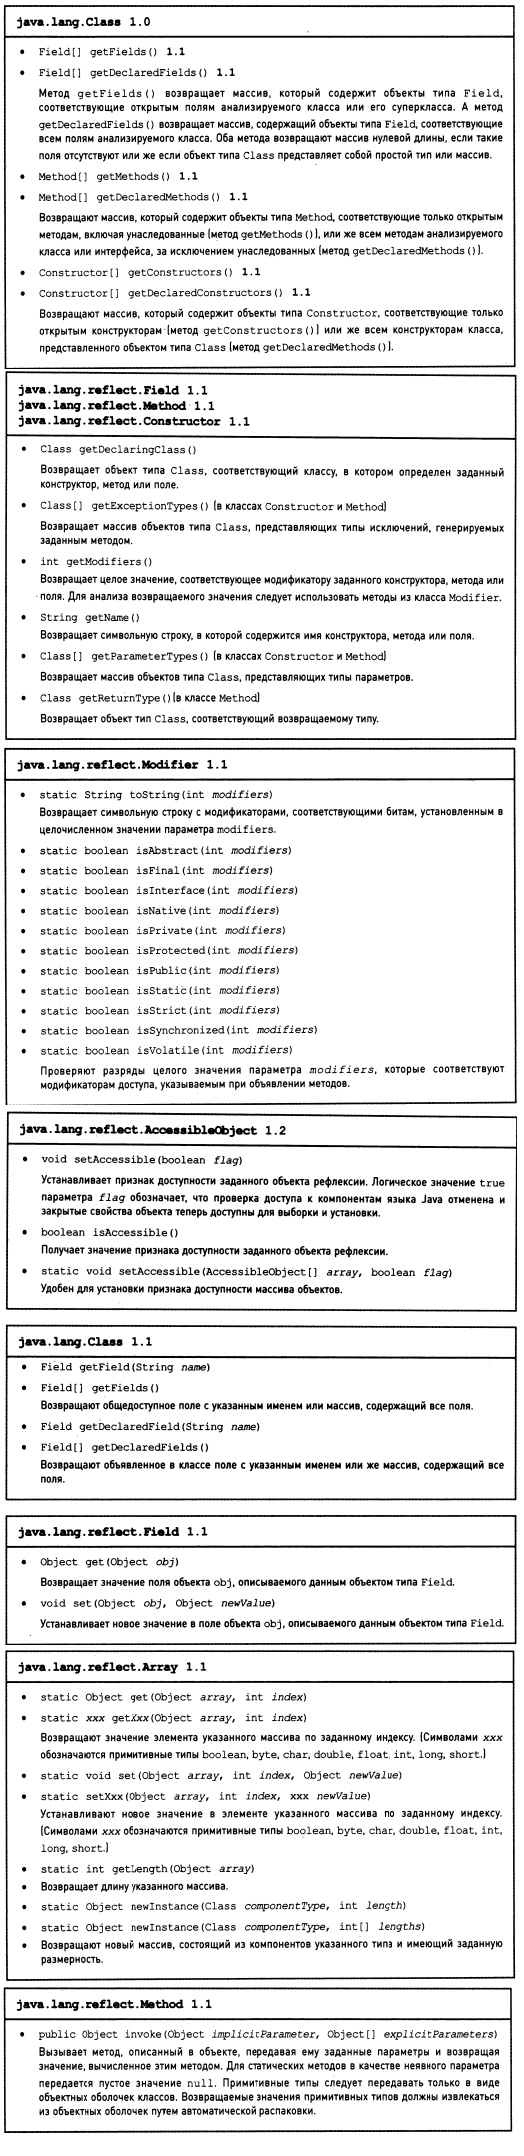 java.lang.Class 1.0
• Field[] getFields() 1.1
• Field[] getDeclaredFields() 1.1
Метод getFields() возвращает массив, который содержит объекты типа Field,
соответствующие открытым полям анализируемого класса или его суперкласса. А метод
getDeclaredFields() возвращает массив, содержащий объекты типа Field, соответствующие
всем полям анализируемого класса. Оба метода возвращают массив нулевой длины, если такие
поля отсутствуют или же если объект типа Class представляет собой простой тип или массив.
• Method[] getMethods() 1.1
• Method[] getDeclaredMethods() 1.1
Возвращают массив, который содержит объекты типа Method, соответствующие только открытым
методам, включая унаследованные (метод getMethods()), или же всем методам анализируемого
класса или интерфейса, за исключением унаследованных (метод getDeclaredMethods()).
• Constructor[] getConstructors() 1.1
• Constructor[] getDeclaredConstructors() 1.1
Возвращают массив, который содержит объекты типа Constructor, соответствующие только
открытым конструкторам (метод getConstructors()) или же всем конструкторам класса,
представленного объектом типа Class (метод getDeclaredMethods()).
java.lang.reflect.Field 1.1
java.lang.reflect.Method 1.1
java.lang.reflect.Constructor 1.1
• Class getDeclaringClass()
Возвращает объект типа Class, соответствующий классу, в котором определен заданный
конструктор, метод или поле.
• Class[] getExceptionTypes() (в классах Constructor и Method)
Возвращает массив объектов типа Class, представляющих типы исключений, генерируемых
заданным методом.
• int getModifiers()
Возвращает целое значение, соответствующее модификатору заданного конструктора, метода или
поля. Для анализа возвращаемого значения следует использовать методы из класса Modifier.
• String getName()
Возвращает символьную строку, в которой содержится имя конструктора, метода или поля.
• Class[] getParameterTypes() (в классах Constructor и Method)
Возвращает массив объектов типа Class, представляющих типы параметров.
• Class getReturnType() (в классе Method)
Возвращает объект тип Class, соответствующий возвращаемому типу.
java.lang.reflect.Modifier 1.1
• static String toString(int modifiers)
Возвращает символьную строку с модификаторами, соответствующими битам, установленным в
целочисленном значении параметра modifiers.
• static boolean isAbstract(int modifiers)
• static boolean isFinal(int modifiers)
• static boolean isInterface(int modifiers)
• static boolean isNative(int modifiers)
• static boolean isPrivate(int modifiers)
• static boolean isProtected(int modifiers)
• static boolean isPublic(int modifiers)
• static boolean isStatic(int modifiers)
• static boolean isStrict(int modifiers)
• static boolean isSynchronized(int modifiers)
• static boolean isVolatile(int modifiers)
Проверяют разряды целого значения параметра modifiers, которые соответствуют
модификаторам доступа, указываемым при объявлении методов.
java.lang.reflect.AccessibleObject 1.2
• void setAccessible(boolean flag)
Устанавливает признак доступности заданного объекта рефлексии. Логическое значение true
параметра flag обозначает, что проверка доступа к компонентам языка Java отменена и
закрытые свойства объекта теперь доступны для выборки и установки.
• boolean isAccessible()
Получает значение признака доступности заданного объекта рефлексии.
• static void setAccessible(AccessibleObject[] array, boolean flag)
Удобен для установки признака доступности массива объектов.
java.lang.Class 1.1
• Field getField(String name)
• Field[] getFields()
Возвращают общедоступное поле с указанным именем или массив, содержащий все поля.
• Field getDeclaredField(String name)
• Field[] getDeclaredFields()
Возвращают объявленное в классе поле с указанным именем или же массив, содержащий все
поля.
java.lang.reflect.Field 1.1
• Object get(Object obj)
Возвращает значение поля объекта obj, описываемого данным объектом типа Field.
• void set(Object obj, Object newValue)
Устанавливает новое значение в поле объекта obj, описываемого данным объектом типа Field.
java.lang.reflect.Array 1.1
• static Object get(Object array, int index)
• static xxx getXxx(Object array, int index)
Возвращают значение элемента указанного массива по заданному индексу. (Символами xxx
обозначаются примитивные типы boolean, byte, char, double, float, int, long, short.)
• static void set(Object array, int index, Object newValue)
• static setXxx(Object array, int index, xxx newValue)
Устанавливают новое значение в элементе указанного массива по заданному индексу.
(Символами xxx обозначаются примитивные типы boolean, byte, char, double, float, int,
long, short.)
• static int getLength(Object array)
• Возвращает длину указанного массива.
• static Object newInstance(Class componentType, int length)
• static Object newInstance(Class componentType, int[] lengths)
• Возвращают новый массив, состоящий из компонентов указанного типа и имеющий заданную
размерность.
java.lang.reflect.Method 1.1
• public Object invoke(Object implicitParameter, Object[] explicitParameters)
Вызывает метод, описанный в объекте, передавая ему заданные параметры и возвращая
значение, вычисленное этим методом. Для статических методов в качестве неявного параметра
передается пустое значение null. Примитивные типы следует передавать только в виде
объектных оболочек классов. Возвращаемые значения примитивных типов должны извлекаться
из объектных оболочек путем автоматической распаковки.